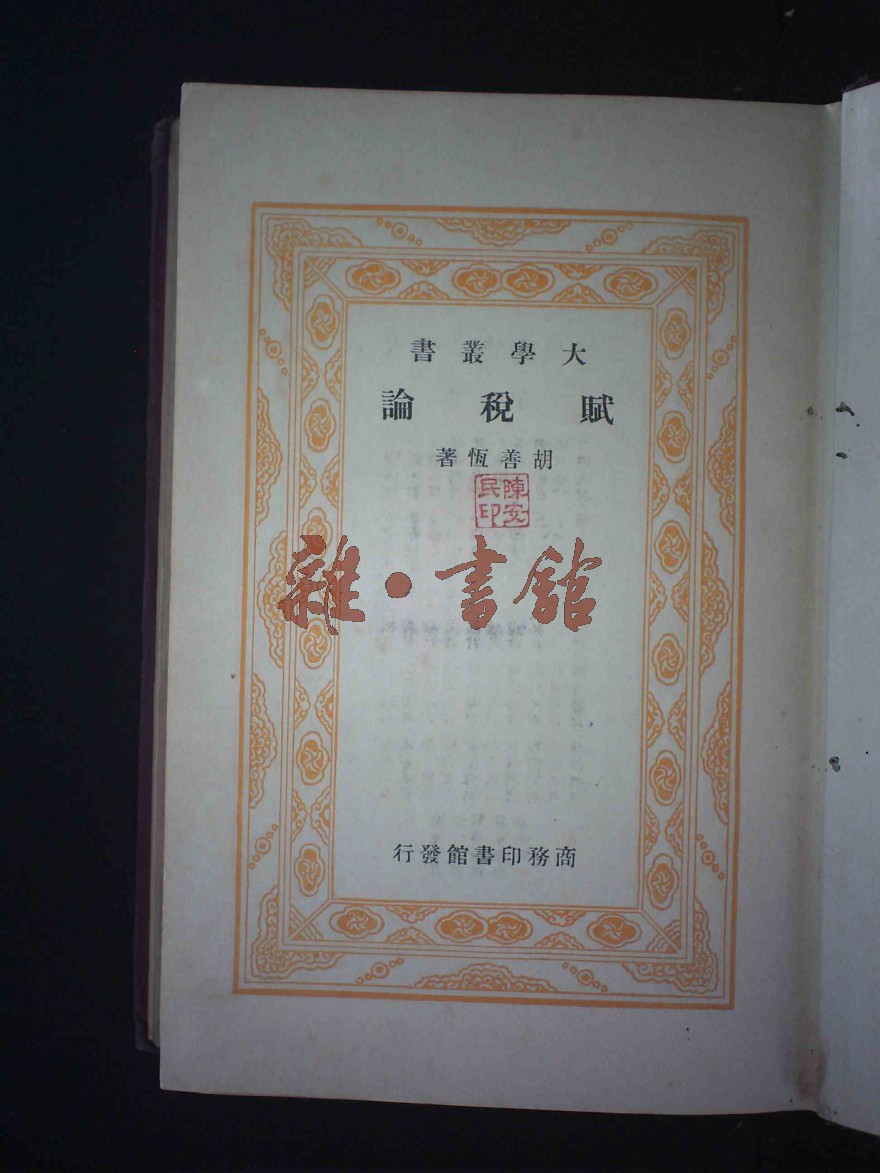 大學叢書
賦稅論
胡善恆著
陳安民印
雜·書館
商務印書館發行